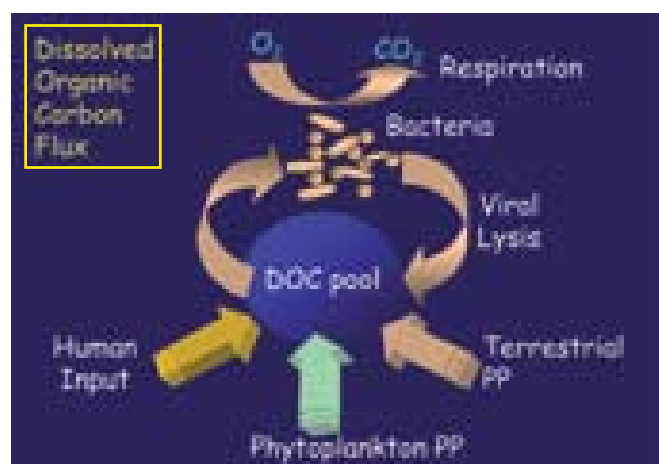 Dissolved
Organic
Carbon
Flux
O₂
CO₂
Respiration
Bacteria
Viral
Lysis
DOC pool
Human
Input
Terrestrial
PP
Phytoplankton PP